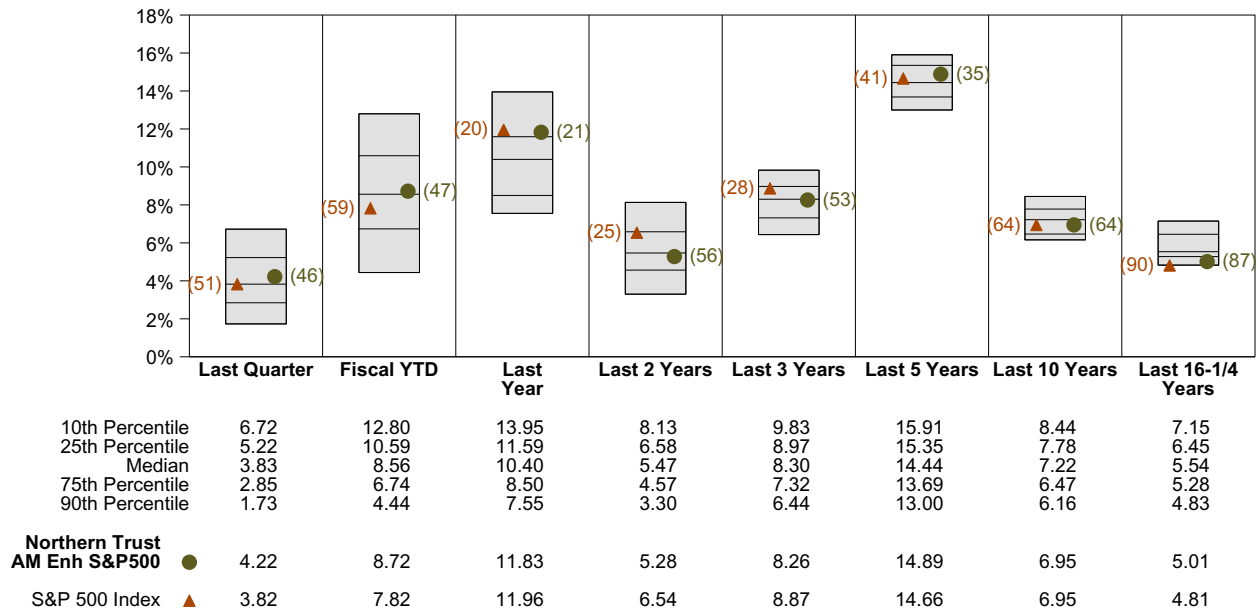 18%
16%
14%
12%
10%
8%
6%
4%
2%
0%
(51) (46)
(59) (47)
(20) (21)
(25) (56)
(28) (53)
(41) (35)
(64) (64)
(90) (87)
Last Quarter Fiscal YTD Last Year Last 2 Years Last 3 Years Last 5 Years Last 10 Years Last 16-1/4 Years
10th Percentile 6.72 12.80 13.95 8.13 9.83 15.91 8.44 7.15
25th Percentile 5.22 10.59 11.59 6.58 8.97 15.35 7.78 6.45
Median 3.83 8.56 10.40 5.47 8.30 14.44 7.22 5.54
75th Percentile 2.85 6.74 8.50 4.57 7.32 13.69 6.47 5.28
90th Percentile 1.73 4.44 7.55 3.30 6.44 13.00 6.16 4.83
Northern Trust
AM Enh S&P500 4.22 8.72 11.83 5.28 8.26 14.89 6.95 5.01
S&P 500 Index 3.82 7.82 11.96 6.54 8.87 14.66 6.95 4.81